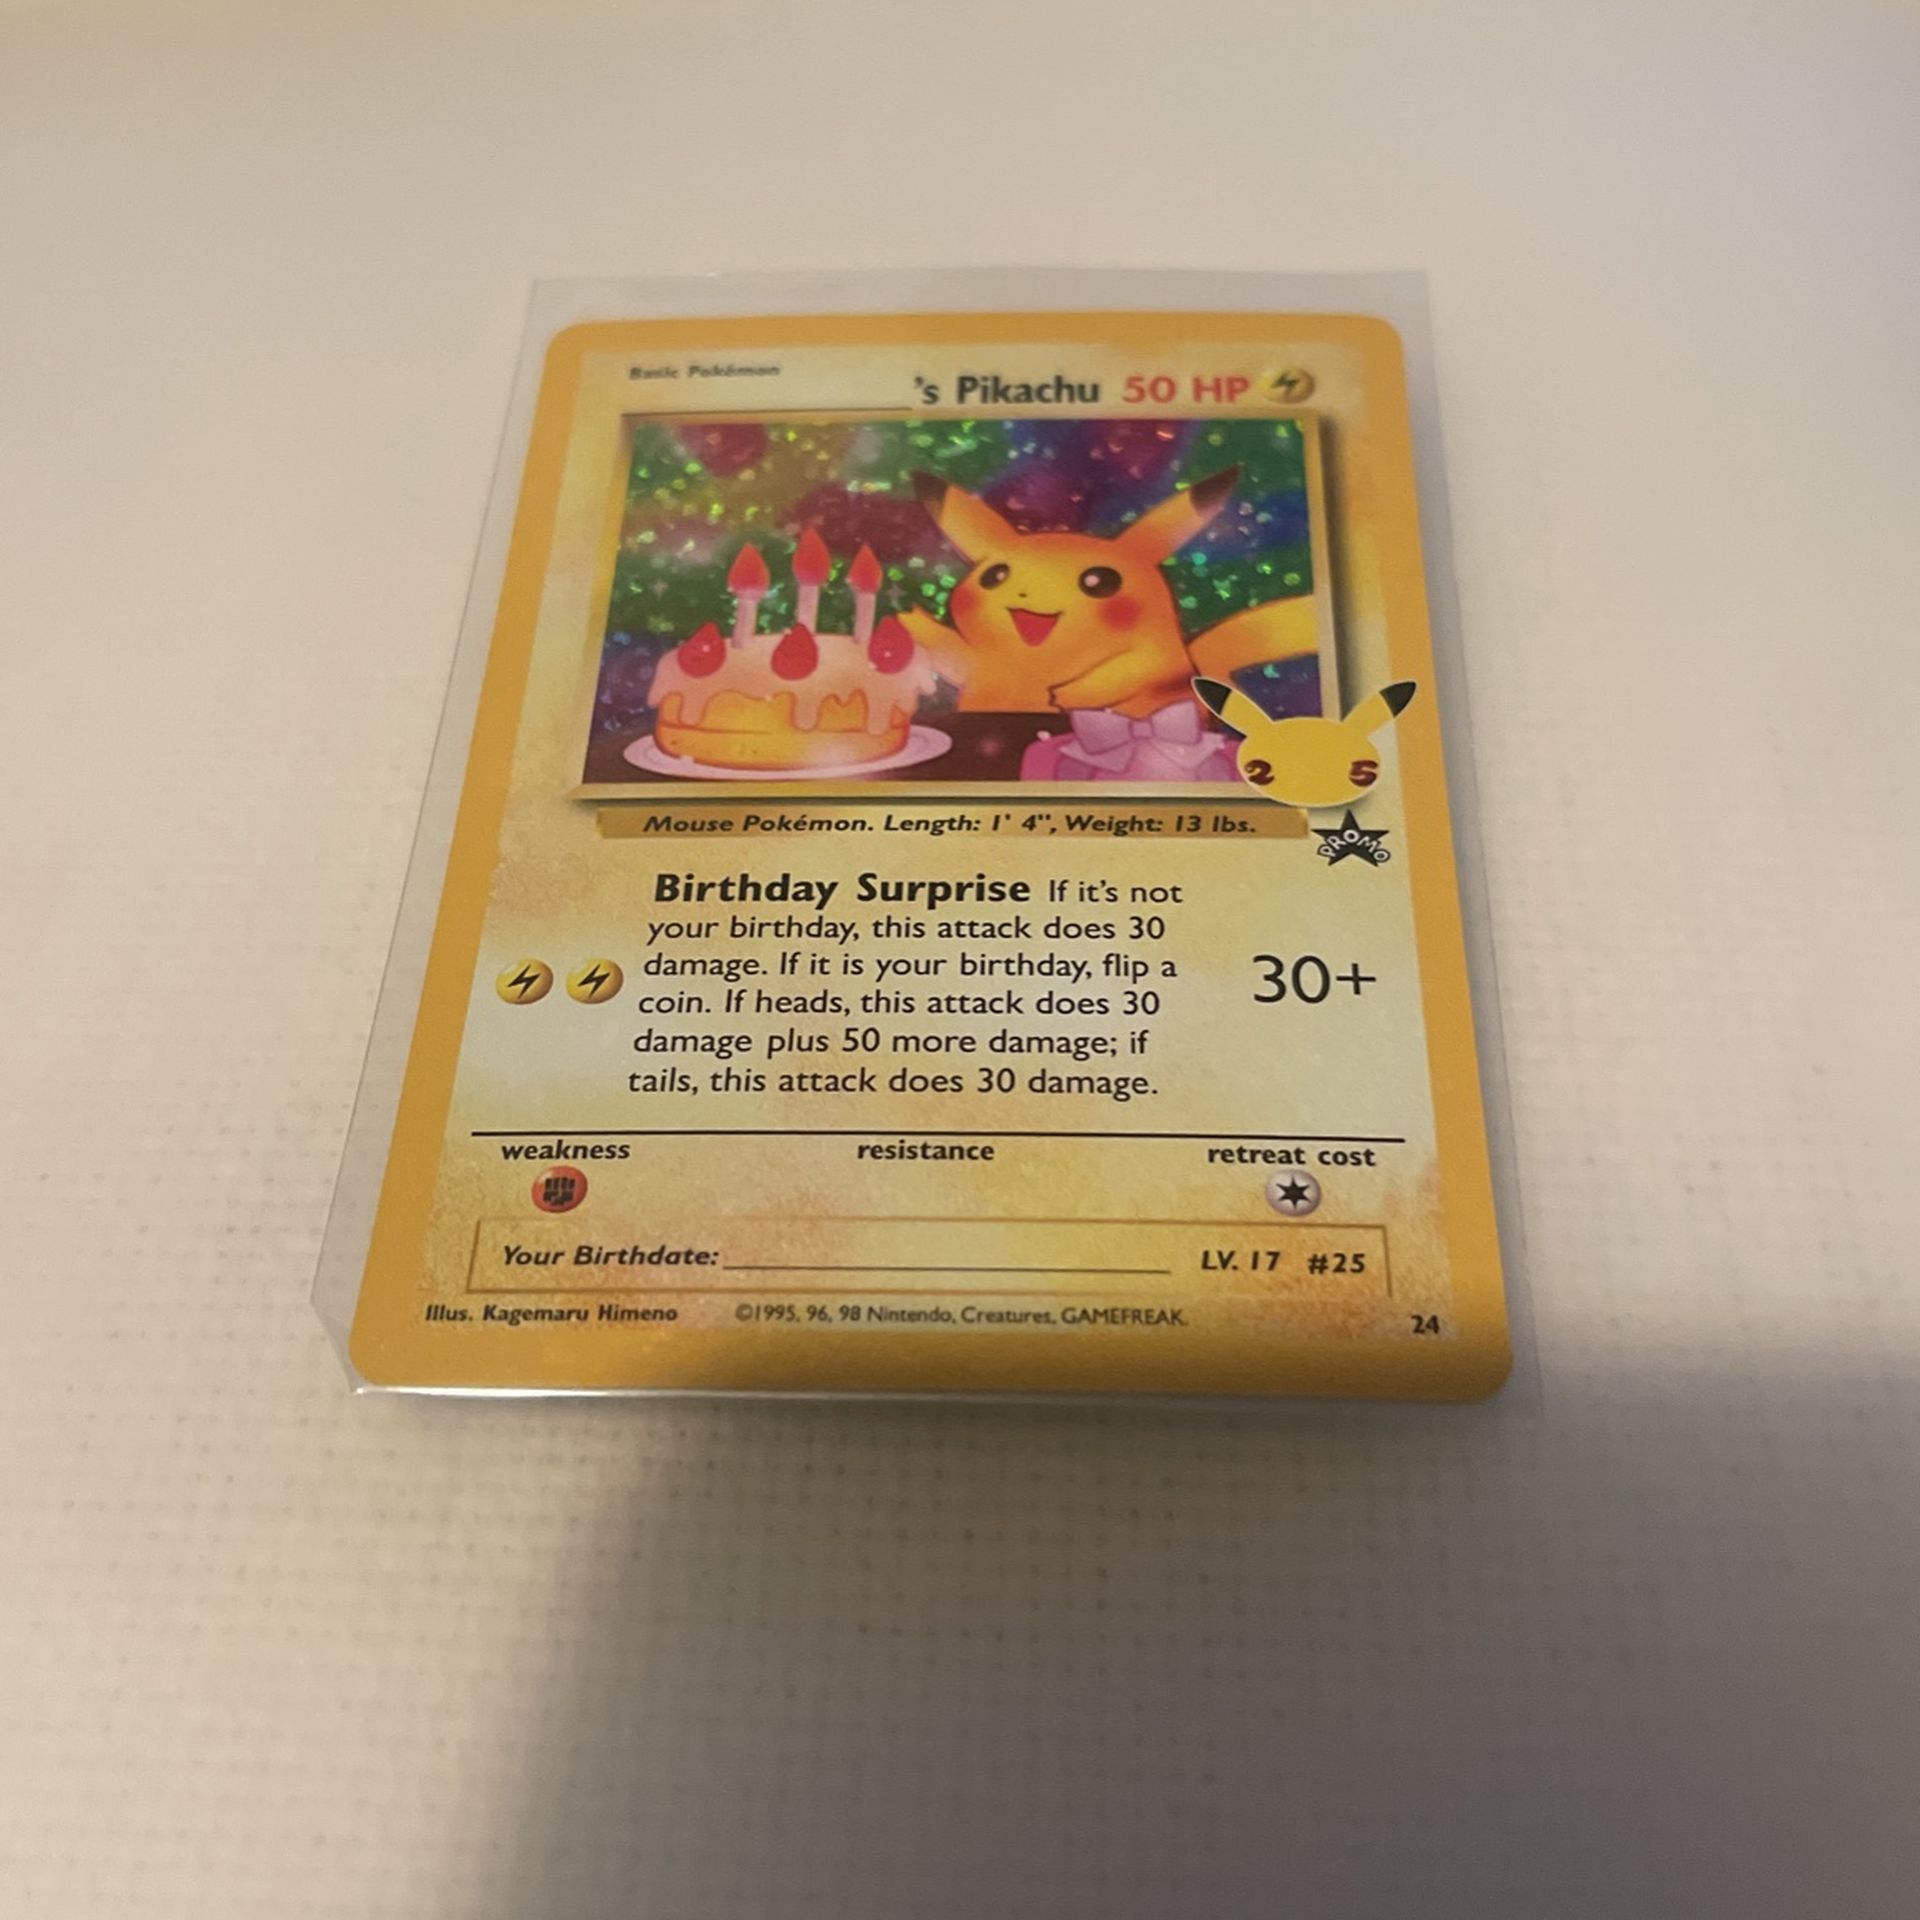 Basic Pokémon
's Pikachu 50 HP
2 5
Mouse Pokémon. Length: 1' 4", Weight: 13 lbs.
PROMO
Birthday Surprise If it's not
your birthday, this attack does 30
damage. If it is your birthday, flip a
coin. If heads, this attack does 30
damage plus 50 more damage; if
tails, this attack does 30 damage.
30+
weakness resistance retreat cost
Your Birthdate: LV. 17 #25
Illus. Kagemaru Himeno ©1995, 96, 98 Nintendo, Creatures, GAMEFREAK.
24